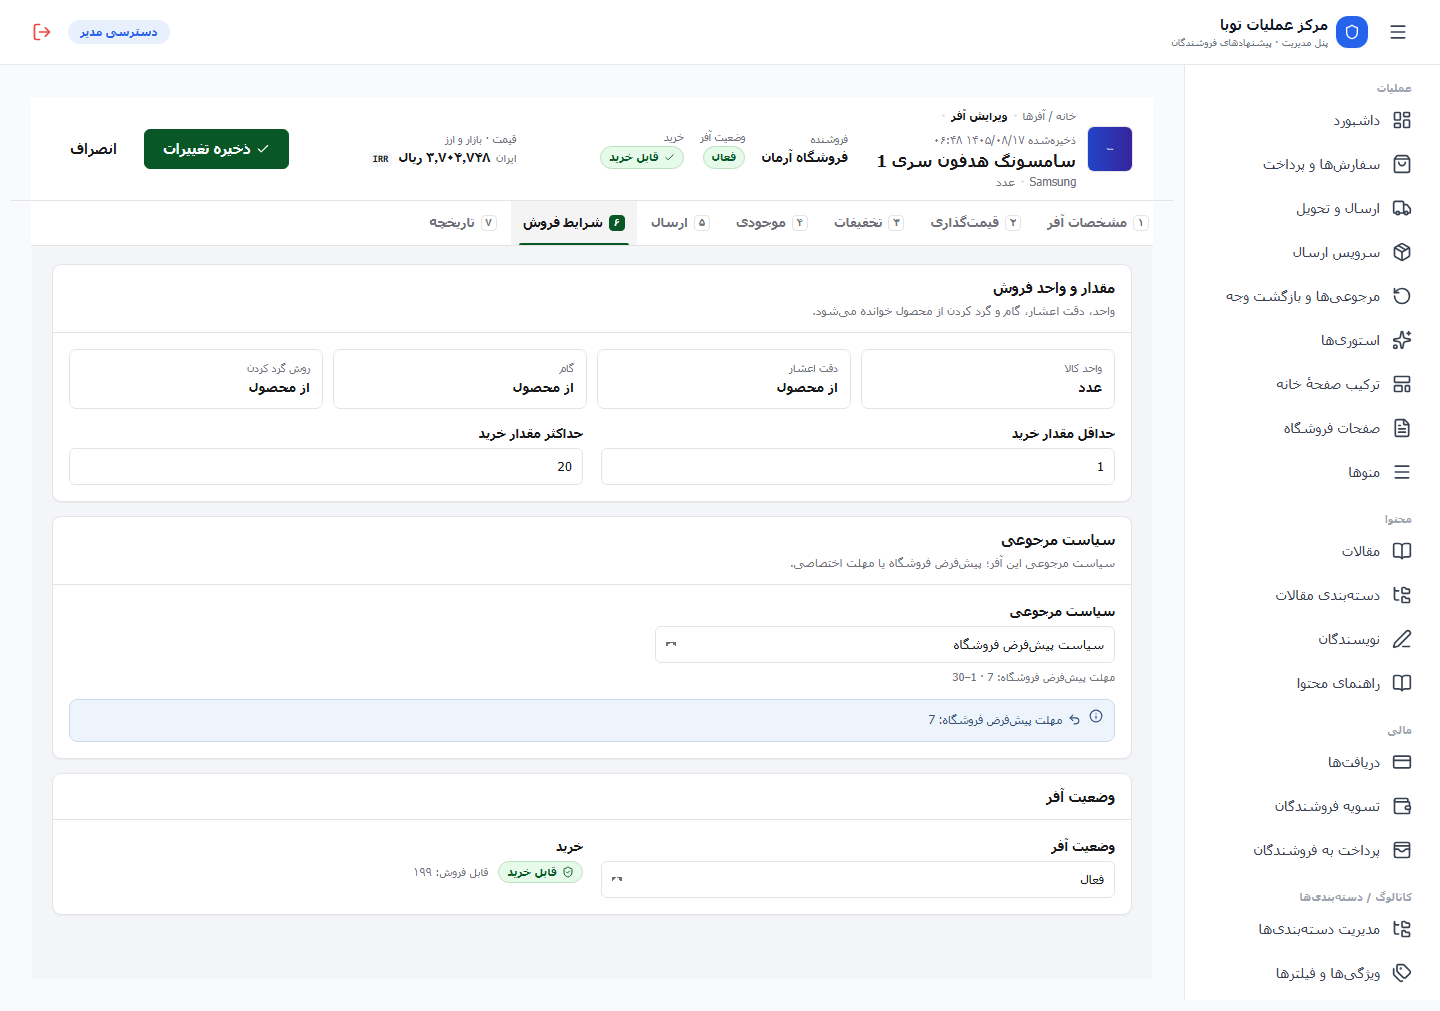 مرکز عملیات توبا
پنل مدیریت · پیشنهادهای فروشندگان
دسترسی مدیر
عملیات
داشبورد
سفارش‌ها و پرداخت
ارسال و تحویل
سرویس ارسال
مرجوعی‌ها و بازگشت وجه
استوری‌ها
ترکیب صفحهٔ خانه
صفحات فروشگاه
منوها
محتوا
مقالات
دسته‌بندی مقالات
نویسندگان
راهنمای محتوا
مالی
دریافت‌ها
تسویه فروشندگان
پرداخت به فروشندگان
کاتالوگ / دسته‌بندی‌ها
مدیریت دسته‌بندی‌ها
ویژگی‌ها و فیلترها
خانه / آفرها · ویرایش آفر ·
ذخیره‌شده ۱۴۰۵/۰۸/۱۷ ۰۶:۴۸
سامسونگ هدفون سری 1
Samsung · عدد
فروشنده
فروشگاه آرمان
وضعیت آفر
فعال
خرید
قابل خرید
قیمت · بازار و ارز
ایران ۳,۷۰۴,۷۴۸ ریال IRR
ذخیره تغییرات
انصراف
۱ مشخصات آفر
۲ قیمت‌گذاری
۳ تخفیفات
۴ موجودی
۵ ارسال
۶ شرایط فروش
۷ تاریخچه
مقدار و واحد فروش
واحد، دقت اعشار، گام و گرد کردن از محصول خوانده می‌شود.
واحد کالا
عدد
دقت اعشار
از محصول
گام
از محصول
روش گرد کردن
از محصول
حداقل مقدار خرید
1
حداکثر مقدار خرید
20
سیاست مرجوعی
سیاست مرجوعی این آفر؛ پیش‌فرض فروشگاه یا مهلت اختصاصی.
سیاست مرجوعی
سیاست پیش‌فرض فروشگاه
مهلت پیش‌فرض فروشگاه: 7 · 1–30
مهلت پیش‌فرض فروشگاه: 7
وضعیت آفر
وضعیت آفر
فعال
خرید
قابل خرید
قابل فروش: ۱۹۹